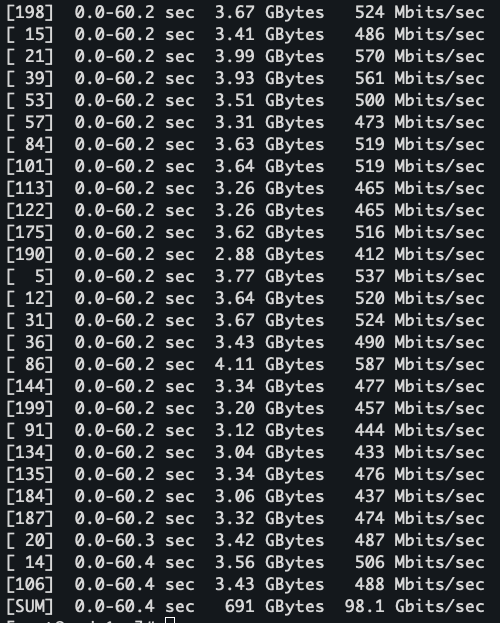 [198]  0.0-60.2 sec  3.67 GBytes   524 Mbits/sec
[ 15]  0.0-60.2 sec  3.41 GBytes   486 Mbits/sec
[ 21]  0.0-60.2 sec  3.99 GBytes   570 Mbits/sec
[ 39]  0.0-60.2 sec  3.93 GBytes   561 Mbits/sec
[ 53]  0.0-60.2 sec  3.51 GBytes   500 Mbits/sec
[ 57]  0.0-60.2 sec  3.31 GBytes   473 Mbits/sec
[ 84]  0.0-60.2 sec  3.63 GBytes   519 Mbits/sec
[101]  0.0-60.2 sec  3.64 GBytes   519 Mbits/sec
[113]  0.0-60.2 sec  3.26 GBytes   465 Mbits/sec
[122]  0.0-60.2 sec  3.26 GBytes   465 Mbits/sec
[175]  0.0-60.2 sec  3.62 GBytes   516 Mbits/sec
[190]  0.0-60.2 sec  2.88 GBytes   412 Mbits/sec
[  5]  0.0-60.2 sec  3.77 GBytes   537 Mbits/sec
[ 12]  0.0-60.2 sec  3.64 GBytes   520 Mbits/sec
[ 31]  0.0-60.2 sec  3.67 GBytes   524 Mbits/sec
[ 36]  0.0-60.2 sec  3.43 GBytes   490 Mbits/sec
[ 86]  0.0-60.2 sec  4.11 GBytes   587 Mbits/sec
[144]  0.0-60.2 sec  3.34 GBytes   477 Mbits/sec
[199]  0.0-60.2 sec  3.20 GBytes   457 Mbits/sec
[ 91]  0.0-60.2 sec  3.12 GBytes   444 Mbits/sec
[134]  0.0-60.2 sec  3.04 GBytes   433 Mbits/sec
[135]  0.0-60.2 sec  3.34 GBytes   476 Mbits/sec
[184]  0.0-60.2 sec  3.06 GBytes   437 Mbits/sec
[187]  0.0-60.2 sec  3.32 GBytes   474 Mbits/sec
[ 20]  0.0-60.3 sec  3.42 GBytes   487 Mbits/sec
[ 14]  0.0-60.4 sec  3.56 GBytes   506 Mbits/sec
[106]  0.0-60.4 sec  3.43 GBytes   488 Mbits/sec
[SUM]  0.0-60.4 sec   691 GBytes  98.1 Gbits/sec